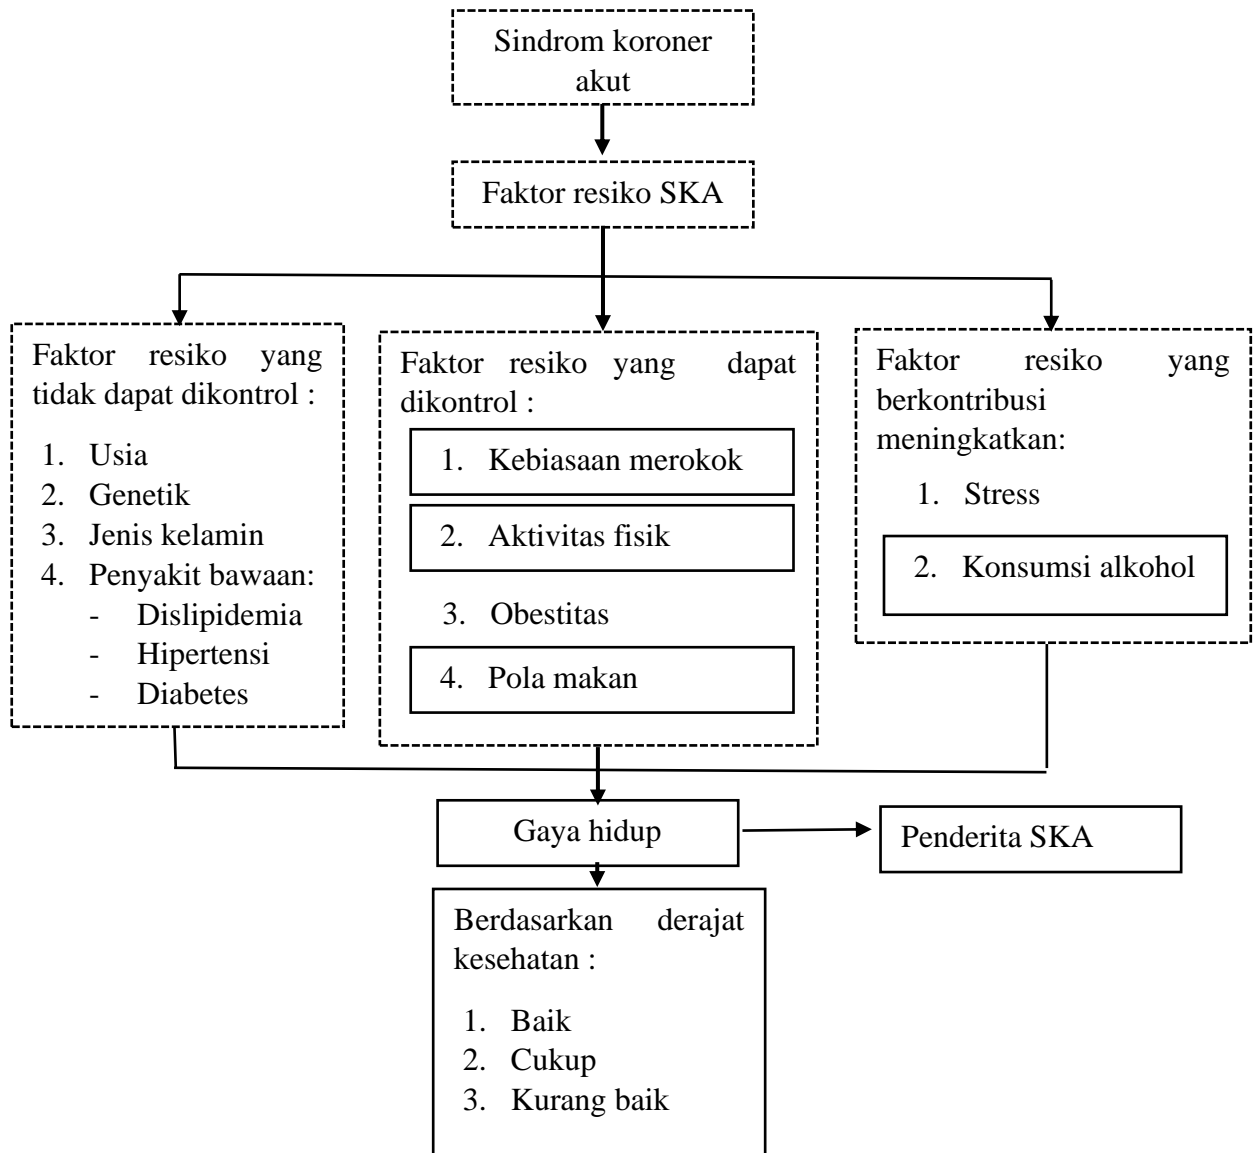 Sindrom koroner
akut
Faktor resiko SKA
Faktor resiko yang
tidak dapat dikontrol :
1. Usia
2. Genetik
3. Jenis kelamin
4. Penyakit bawaan:
- Dislipidemia
- Hipertensi
- Diabetes
Faktor resiko yang dapat
dikontrol :
1. Kebiasaan merokok
2. Aktivitas fisik
3. Obestitas
4. Pola makan
Faktor resiko yang
berkontribusi
meningkatkan:
1. Stress
2. Konsumsi alkohol
Gaya hidup
Penderita SKA
Berdasarkan derajat
kesehatan :
1. Baik
2. Cukup
3. Kurang baik